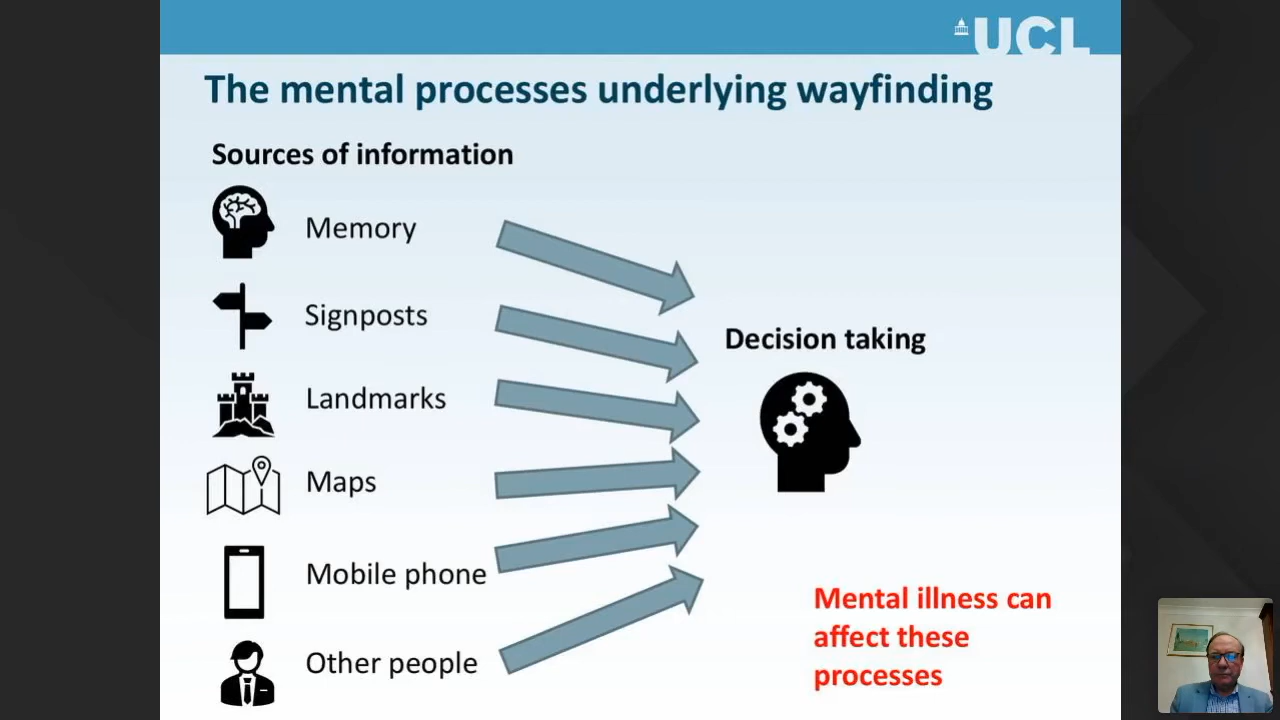 UCL
The mental processes underlying wayfinding
Sources of information
Memory
Signposts
Landmarks
Maps
Mobile phone
Other people
Decision taking
Mental illness can
affect these
processes